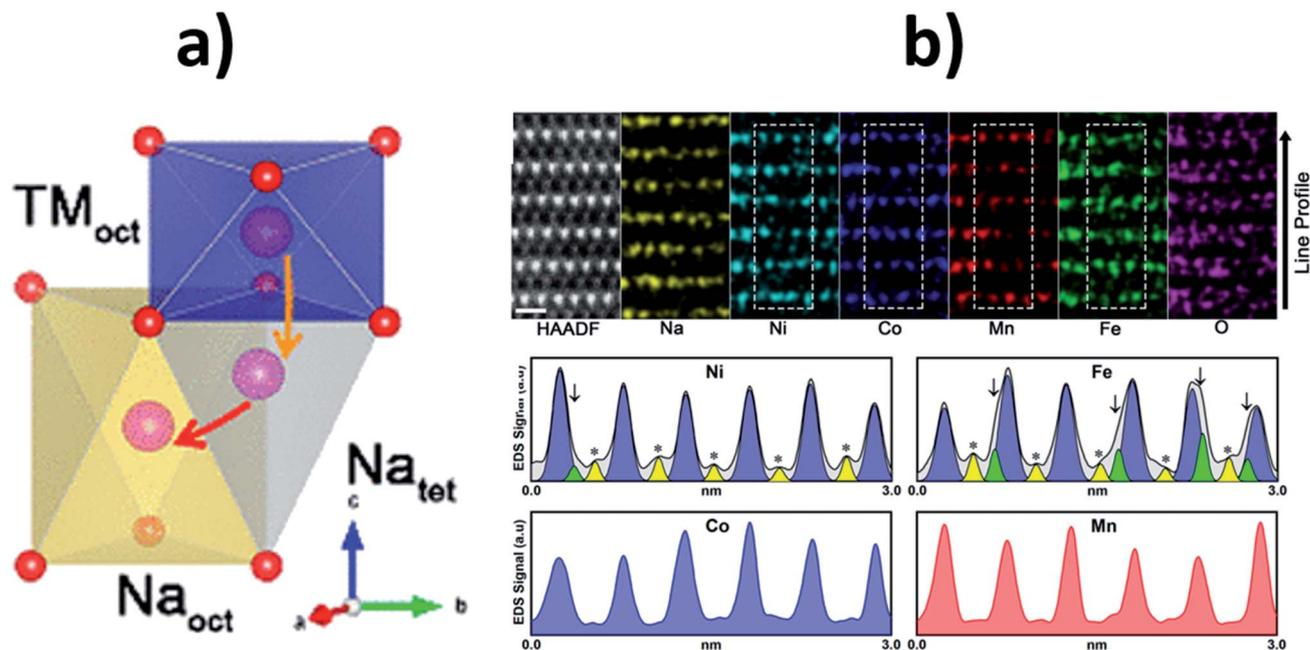 a)
b)
TMoct
Natet
Naoct
c
b
a
HAADF
Na
Ni
Co
Mn
Fe
O
Line Profile
EDS Signal (a.u)
Ni
↓
* * * * *
0.0
nm
3.0
Fe
↓ ↓ ↓ ↓
* * * * *
0.0
nm
3.0
EDS Signal (a.u)
Co
0.0
nm
3.0
Mn
0.0
nm
3.0